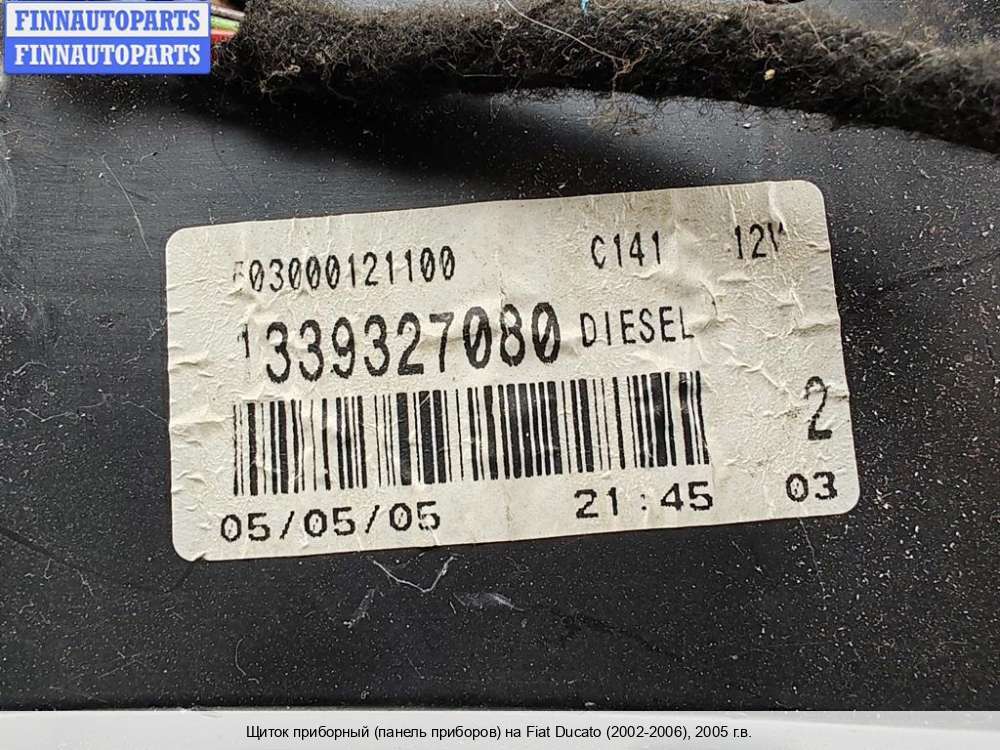 FINNAUTOPARTS
FINNAUTOPARTS
503000121100 C141 12V
1339327080 DIESEL
2
05/05/05 21:45 03
Щиток приборный (панель приборов) на Fiat Ducato (2002-2006), 2005 г.в.